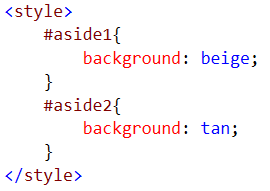 <style>
    #aside1{
        background: beige;
    }
    #aside2{
        background: tan;
    }
</style>